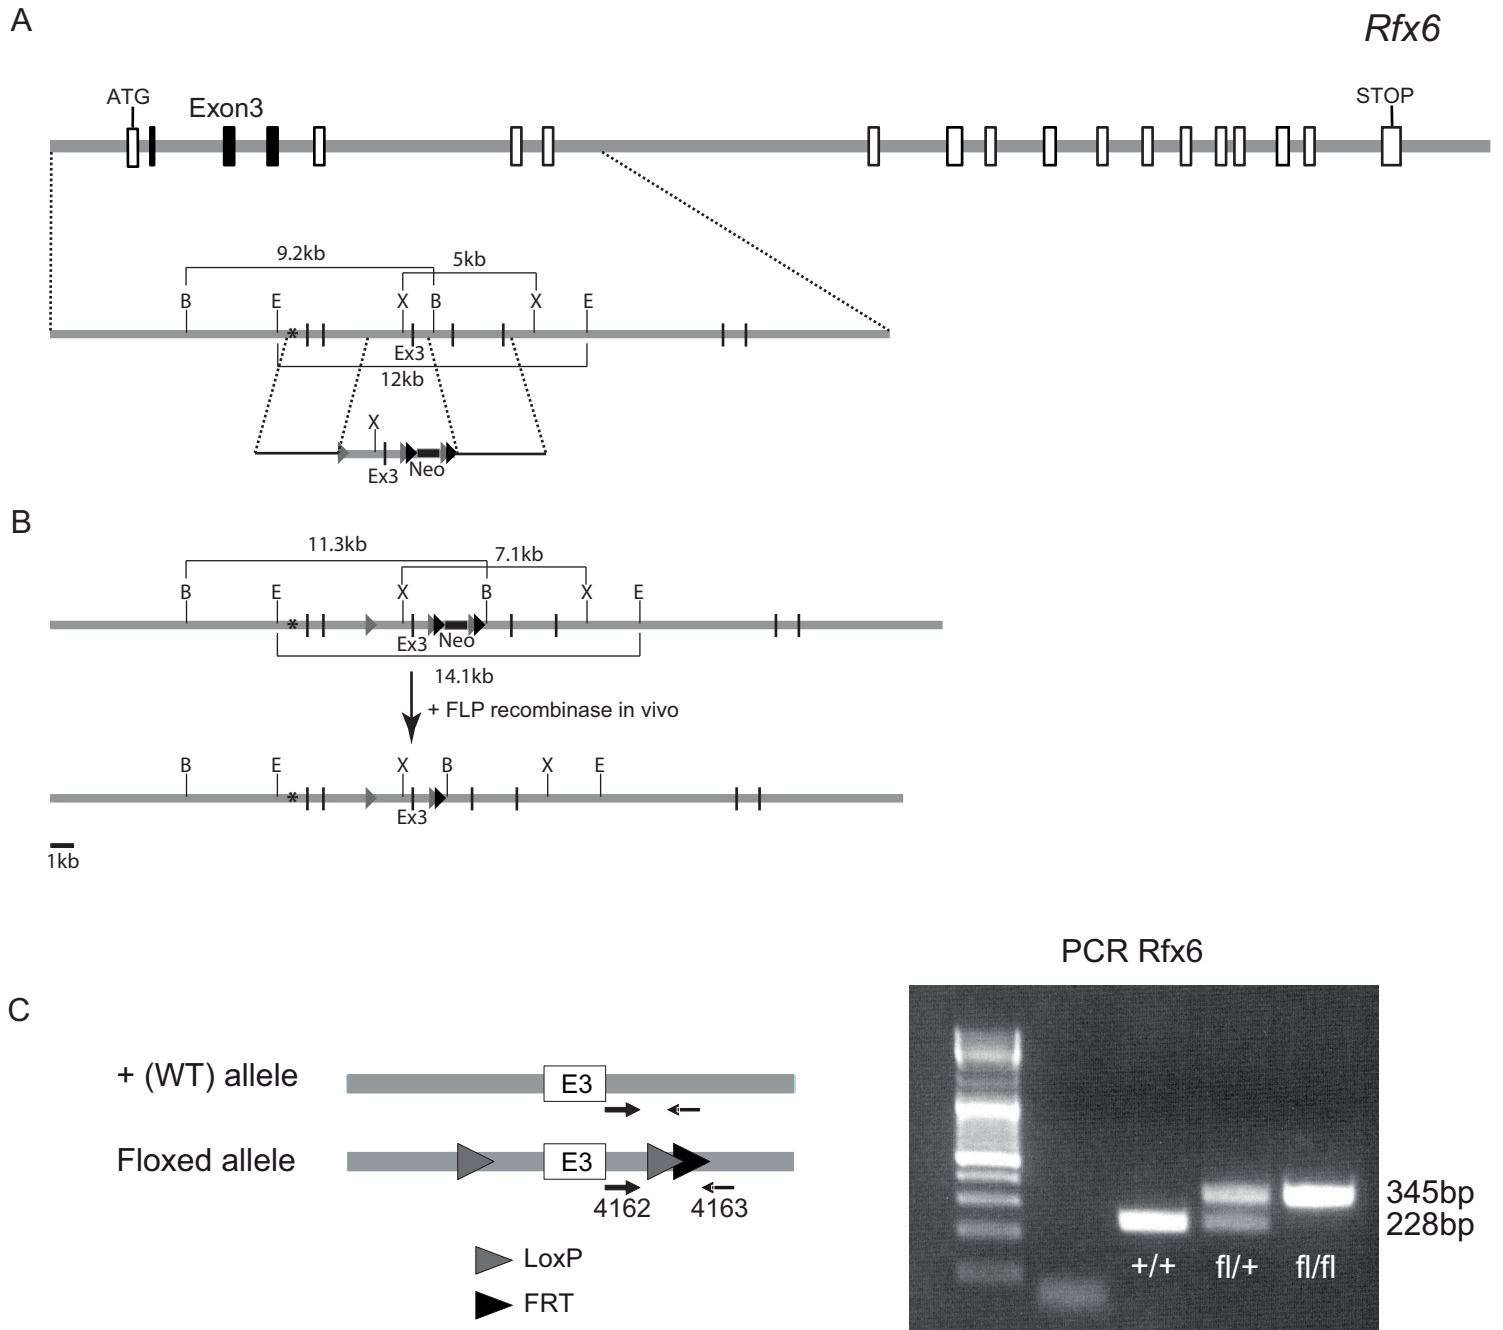 A
Rfx6
ATG
Exon3
STOP
9.2kb
5kb
B E X B X E
*
Ex3
12kb
X
Ex3 Neo
B
11.3kb
7.1kb
B E X B X E
*
Ex3 Neo
14.1kb
+ FLP recombinase in vivo
B E X B X E
*
Ex3
1kb
PCR Rfx6
C
+ (WT) allele
E3
Floxed allele
E3
4162 4163
LoxP
FRT
345bp
228bp
+/+ fl/+ fl/fl